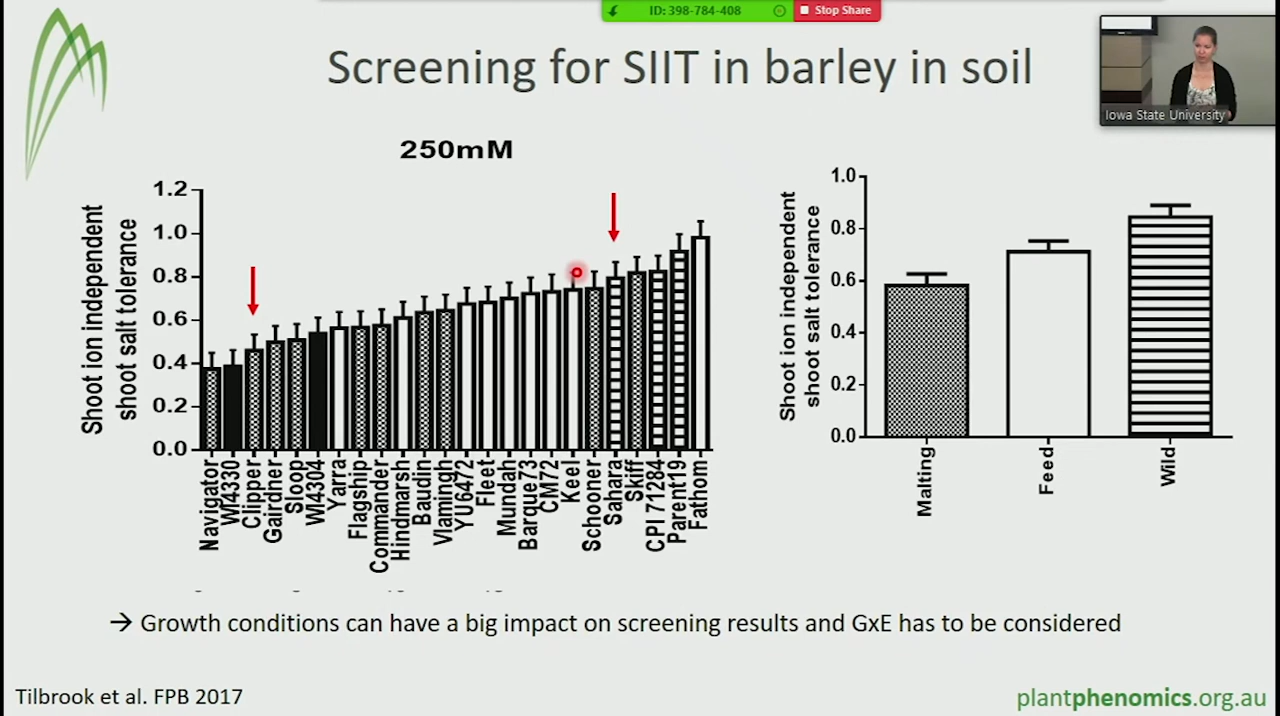 ID: 398-784-408
Stop Share
Screening for SIIT in barley in soil
Iowa State University
250mM
Shoot ion independent
shoot salt tolerance
1.2
1.0
0.8
0.6
0.4
0.2
0.0
Navigator
WI4330
Clipper
Gairdner
Sloop
WI4304
Yarra
Flagship
Commander
Hindmarsh
Baudin
Vlamingh
YU6472
Fleet
Mundah
Barque73
CM72
Keel
Schooner
Sahara
Skiff
CPI 71284
Parent19
Fathom
Shoot ion independent
shoot salt tolerance
1.0
0.8
0.6
0.4
0.2
0.0
Malting
Feed
Wild
→ Growth conditions can have a big impact on screening results and GxE has to be considered
Tilbrook et al. FPB 2017
plantphenomics.org.au